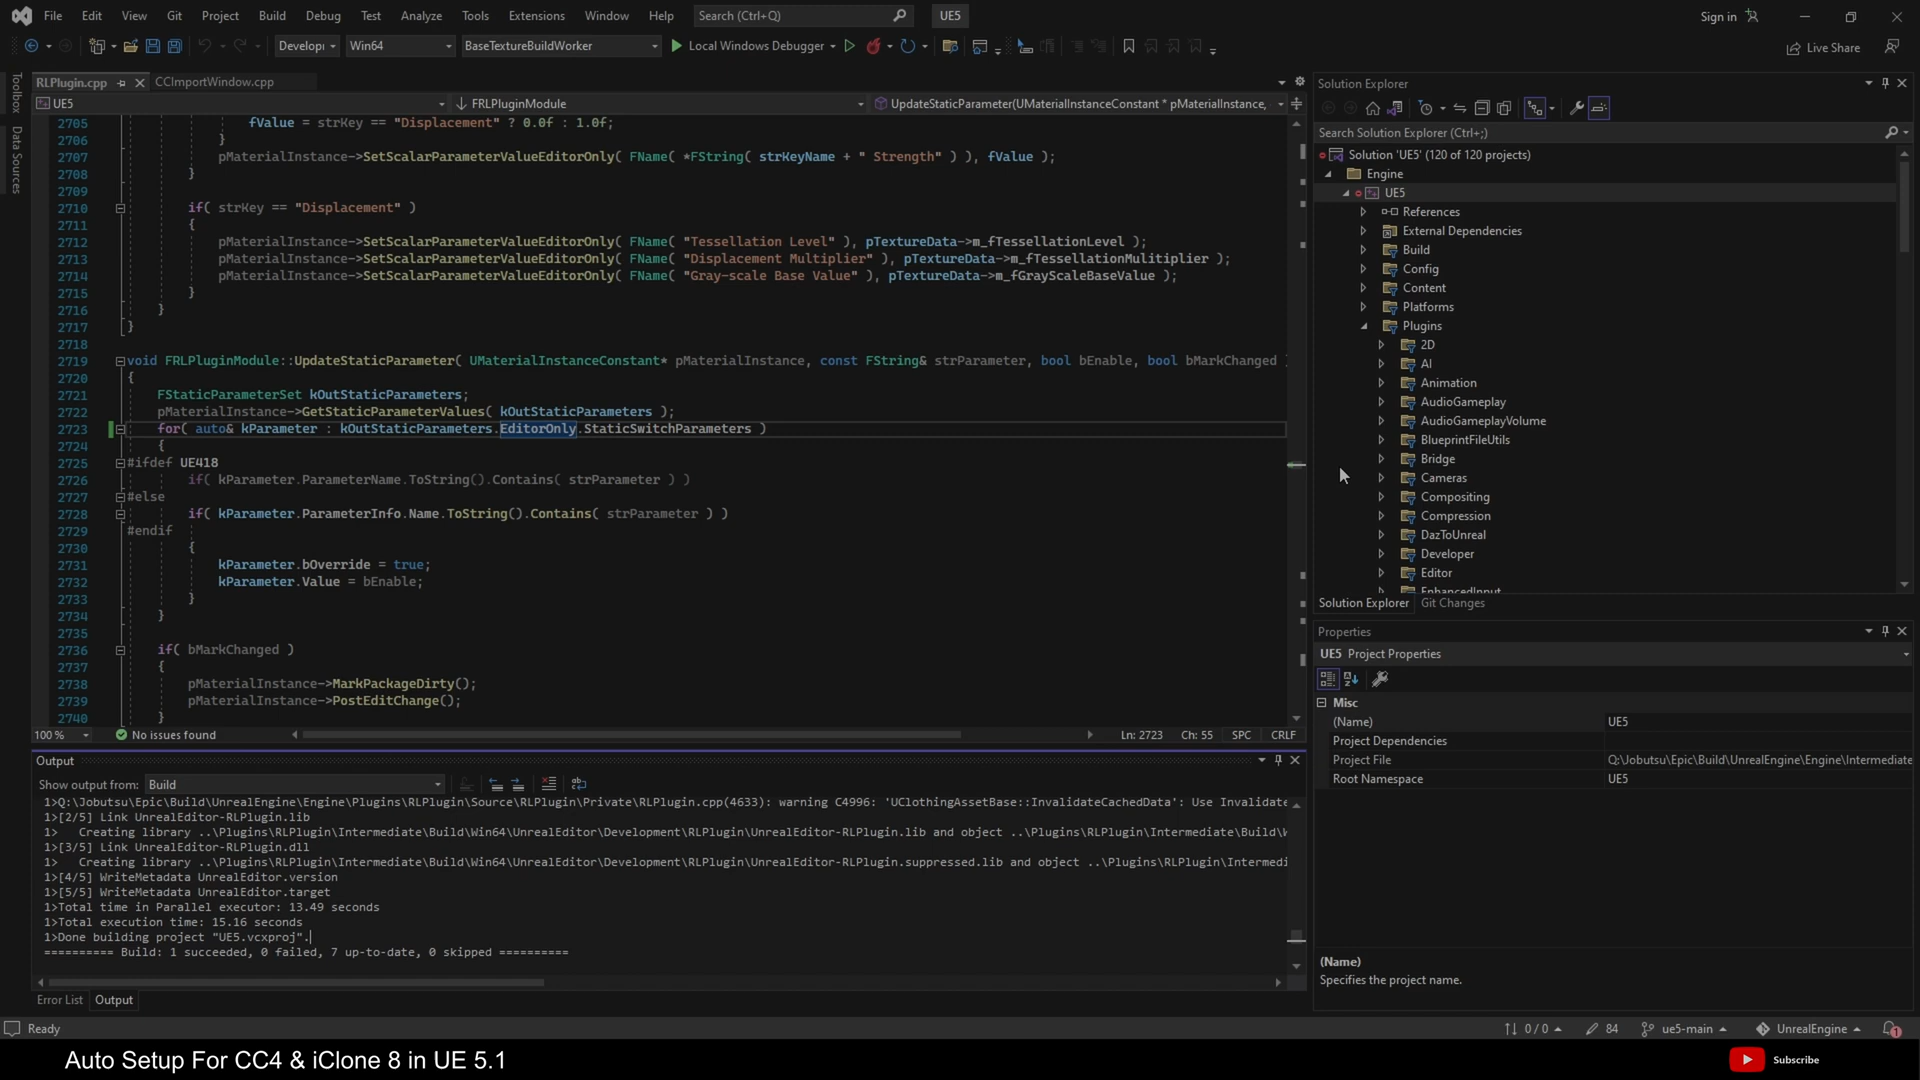 File Edit View Git Project Build Debug Test Analyze Tools Extensions Window Help Search (Ctrl+Q) UE5 Sign in
Develop Win64 BaseTextureBuildWorker Local Windows Debugger Live Share
Toolbox
Data Sources
RLPlugin.cpp CCImportWindow.cpp
UE5 FRLPluginModule UpdateStaticParameter(UMaterialInstanceConstant * pMaterialInstance,
2705 fValue = strKey == "Displacement" ? 0.0f : 1.0f;
2706 }
2707 pMaterialInstance->SetScalarParameterValueEditorOnly( FName( *FString( strKeyName + " Strength" ) ), fValue );
2708 }
2709
2710 if( strKey == "Displacement" )
2711 {
2712 pMaterialInstance->SetScalarParameterValueEditorOnly( FName( "Tessellation Level" ), pTextureData->m_fTessellationLevel );
2713 pMaterialInstance->SetScalarParameterValueEditorOnly( FName( "Displacement Multiplier" ), pTextureData->m_fTessellationMulitiplier );
2714 pMaterialInstance->SetScalarParameterValueEditorOnly( FName( "Gray-scale Base Value" ), pTextureData->m_fGrayScaleBaseValue );
2715 }
2716 }
2717 }
2718
2719 void FRLPluginModule::UpdateStaticParameter( UMaterialInstanceConstant* pMaterialInstance, const FString& strParameter, bool bEnable, bool bMarkChanged )
2720 {
2721 FStaticParameterSet kOutStaticParameters;
2722 pMaterialInstance->GetStaticParameterValues( kOutStaticParameters );
2723 for( auto& kParameter : kOutStaticParameters.EditorOnly.StaticSwitchParameters )
2724 {
2725 #ifdef UE418
2726 if( kParameter.ParameterName.ToString().Contains( strParameter ) )
2727 #else
2728 if( kParameter.ParameterInfo.Name.ToString().Contains( strParameter ) )
2729 #endif
2730 {
2731 kParameter.bOverride = true;
2732 kParameter.Value = bEnable;
2733 }
2734 }
2735
2736 if( bMarkChanged )
2737 {
2738 pMaterialInstance->MarkPackageDirty();
2739 pMaterialInstance->PostEditChange();
2740 }
100 % No issues found Ln: 2723 Ch: 55 SPC CRLF
Output
Show output from: Build
1>Q:\Jobutsu\Epic\Build\UnrealEngine\Engine\Plugins\RLPlugin\Source\RLPlugin\Private\RLPlugin.cpp(4633): warning C4996: 'UClothingAssetBase::InvalidateCachedData': Use Invalidate
1>[2/5] Link UnrealEditor-RLPlugin.lib
1> Creating library ..\Plugins\RLPlugin\Intermediate\Build\Win64\UnrealEditor\Development\RLPlugin\UnrealEditor-RLPlugin.lib and object ..\Plugins\RLPlugin\Intermediate\Build\W
1>[3/5] Link UnrealEditor-RLPlugin.dll
1> Creating library ..\Plugins\RLPlugin\Intermediate\Build\Win64\UnrealEditor\Development\RLPlugin\UnrealEditor-RLPlugin.suppressed.lib and object ..\Plugins\RLPlugin\Intermedi
1>[4/5] WriteMetadata UnrealEditor.version
1>[5/5] WriteMetadata UnrealEditor.target
1>Total time in Parallel executor: 13.49 seconds
1>Total execution time: 15.16 seconds
1>Done building project "UE5.vcxproj".
========== Build: 1 succeeded, 0 failed, 7 up-to-date, 0 skipped ==========
Error List Output
Solution Explorer
Search Solution Explorer (Ctrl+;)
Solution 'UE5' (120 of 120 projects)
Engine
UE5
References
External Dependencies
Build
Config
Content
Platforms
Plugins
2D
AI
Animation
AudioGameplay
AudioGameplayVolume
BlueprintFileUtils
Bridge
Cameras
Compositing
Compression
DazToUnreal
Developer
Editor
EnhancedInput
Solution Explorer Git Changes
Properties
UE5 Project Properties
Misc
(Name) UE5
Project Dependencies
Project File Q:\Jobutsu\Epic\Build\UnrealEngine\Engine\Intermediate
Root Namespace UE5
(Name)
Specifies the project name.
Ready 0 / 0 84 ue5-main UnrealEngine 1
Auto Setup For CC4 & iClone 8 in UE 5.1 Subscribe